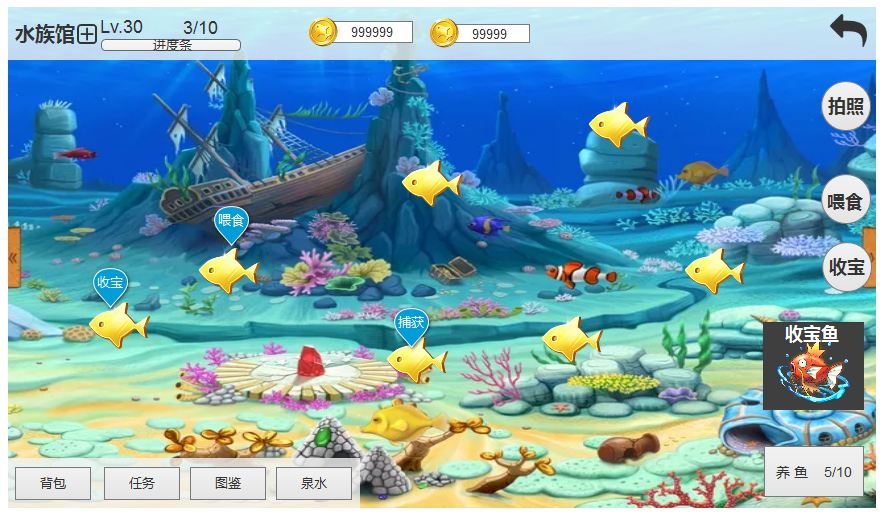 水族馆
Lv.30
3/10
进度条
999999
99999
拍照
喂食
喂食
收宝
收宝
捕获
收宝鱼
养 鱼 5/10
背包
任务
图鉴
泉水